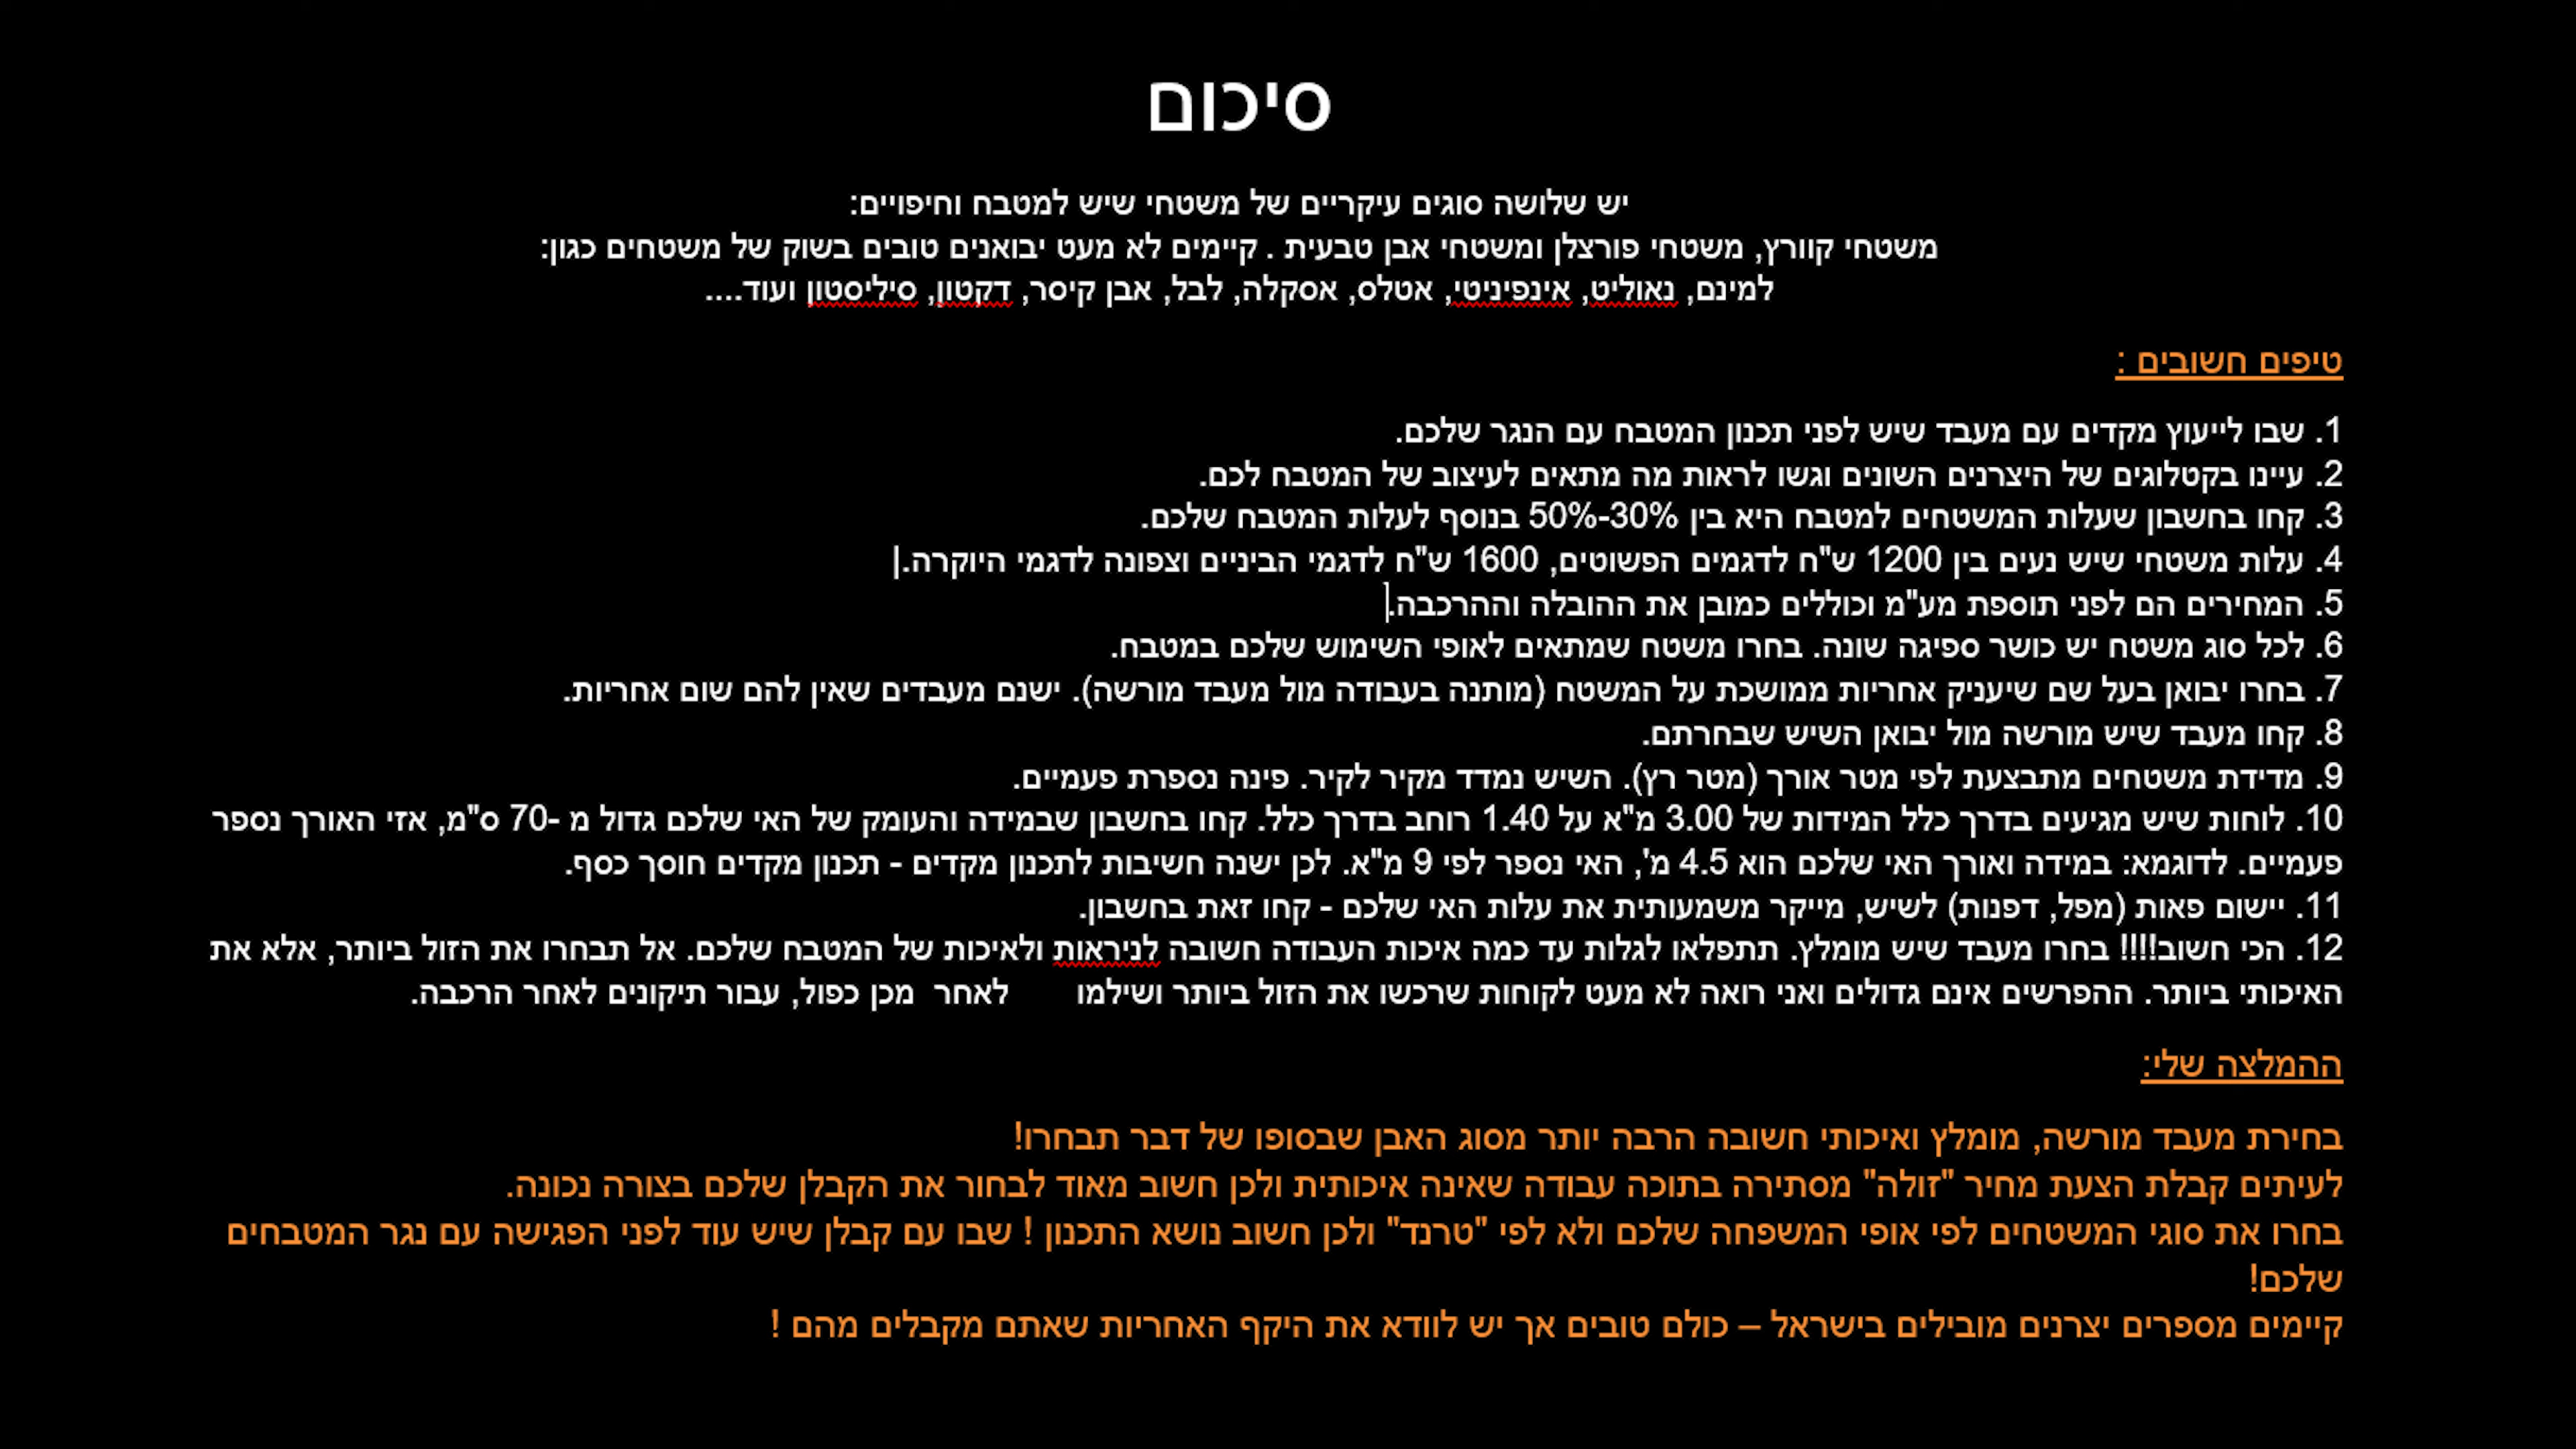 סיכום
יש שלושה סוגים עיקריים של משטחי שיש למטבח וחיפויים:
משטחי קוורץ, משטחי פורצלן ומשטחי אבן טבעית . קיימים לא מעט יבואנים טובים בשוק של משטחים כגון:
למינם, נאוליט, אינפיניטי, אטלס, אסקלה, לבל, אבן קיסר, דקטון, סיליסטון ועוד....
טיפים חשובים :
1. שבו לייעוץ מקדים עם מעבד שיש לפני תכנון המטבח עם הנגר שלכם.
2. עיינו בקטלוגים של היצרנים השונים וגשו לראות מה מתאים לעיצוב של המטבח לכם.
3. קחו בחשבון שעלות המשטחים למטבח היא בין 50%-30% בנוסף לעלות המטבח שלכם.
4. עלות משטחי שיש נעים בין 1200 ש"ח לדגמים הפשוטים, 1600 ש"ח לדגמי הביניים וצפונה לדגמי היוקרה.
5. המחירים הם לפני תוספת מע"מ וכוללים כמובן את ההובלה וההרכבה.
6. לכל סוג משטח יש כושר ספיגה שונה. בחרו משטח שמתאים לאופי השימוש שלכם במטבח.
7. בחרו יבואן בעל שם שיעניק אחריות ממושכת על המשטח (מותנה בעבודה מול מעבד מורשה). ישנם מעבדים שאין להם שום אחריות.
8. קחו מעבד שיש מורשה מול יבואן השיש שבחרתם.
9. מדידת משטחים מתבצעת לפי מטר אורך (מטר רץ). השיש נמדד מקיר לקיר. פינה נספרת פעמיים.
10. לוחות שיש מגיעים בדרך כלל המידות של 3.00 מ"א על 1.40 רוחב בדרך כלל. קחו בחשבון שבמידה והעומק של האי שלכם גדול מ -70 ס"מ, אזי האורך נספר
פעמיים. לדוגמא: במידה ואורך האי שלכם הוא 4.5 מ', האי נספר לפי 9 מ"א. לכן ישנה חשיבות לתכנון מקדים - תכנון מקדים חוסך כסף.
11. יישום פאות (מפל, דפנות) לשיש, מייקר משמעותית את עלות האי שלכם - קחו זאת בחשבון.
12. הכי חשוב!!!! בחרו מעבד שיש מומלץ. תתפלאו לגלות עד כמה איכות העבודה חשובה לניראות ולאיכות של המטבח שלכם. אל תבחרו את הזול ביותר, אלא את
האיכותי ביותר. ההפרשים אינם גדולים ואני רואה לא מעט לקוחות שרכשו את הזול ביותר ושילמו לאחר מכן כפול, עבור תיקונים לאחר הרכבה.
ההמלצה שלי:
בחירת מעבד מורשה, מומלץ ואיכותי חשובה הרבה יותר מסוג האבן שבסופו של דבר תבחרו!
לעיתים קבלת הצעת מחיר "זולה" מסתירה בתוכה עבודה שאינה איכותית ולכן חשוב מאוד לבחור את הקבלן שלכם בצורה נכונה.
בחרו את סוגי המשטחים לפי אופי המשפחה שלכם ולא לפי "טרנד" ולכן חשוב נושא התכנון ! שבו עם קבלן שיש עוד לפני הפגישה עם נגר המטבחים
שלכם!
קיימים מספרים יצרנים מובילים בישראל – כולם טובים אך יש לוודא את היקף האחריות שאתם מקבלים מהם !